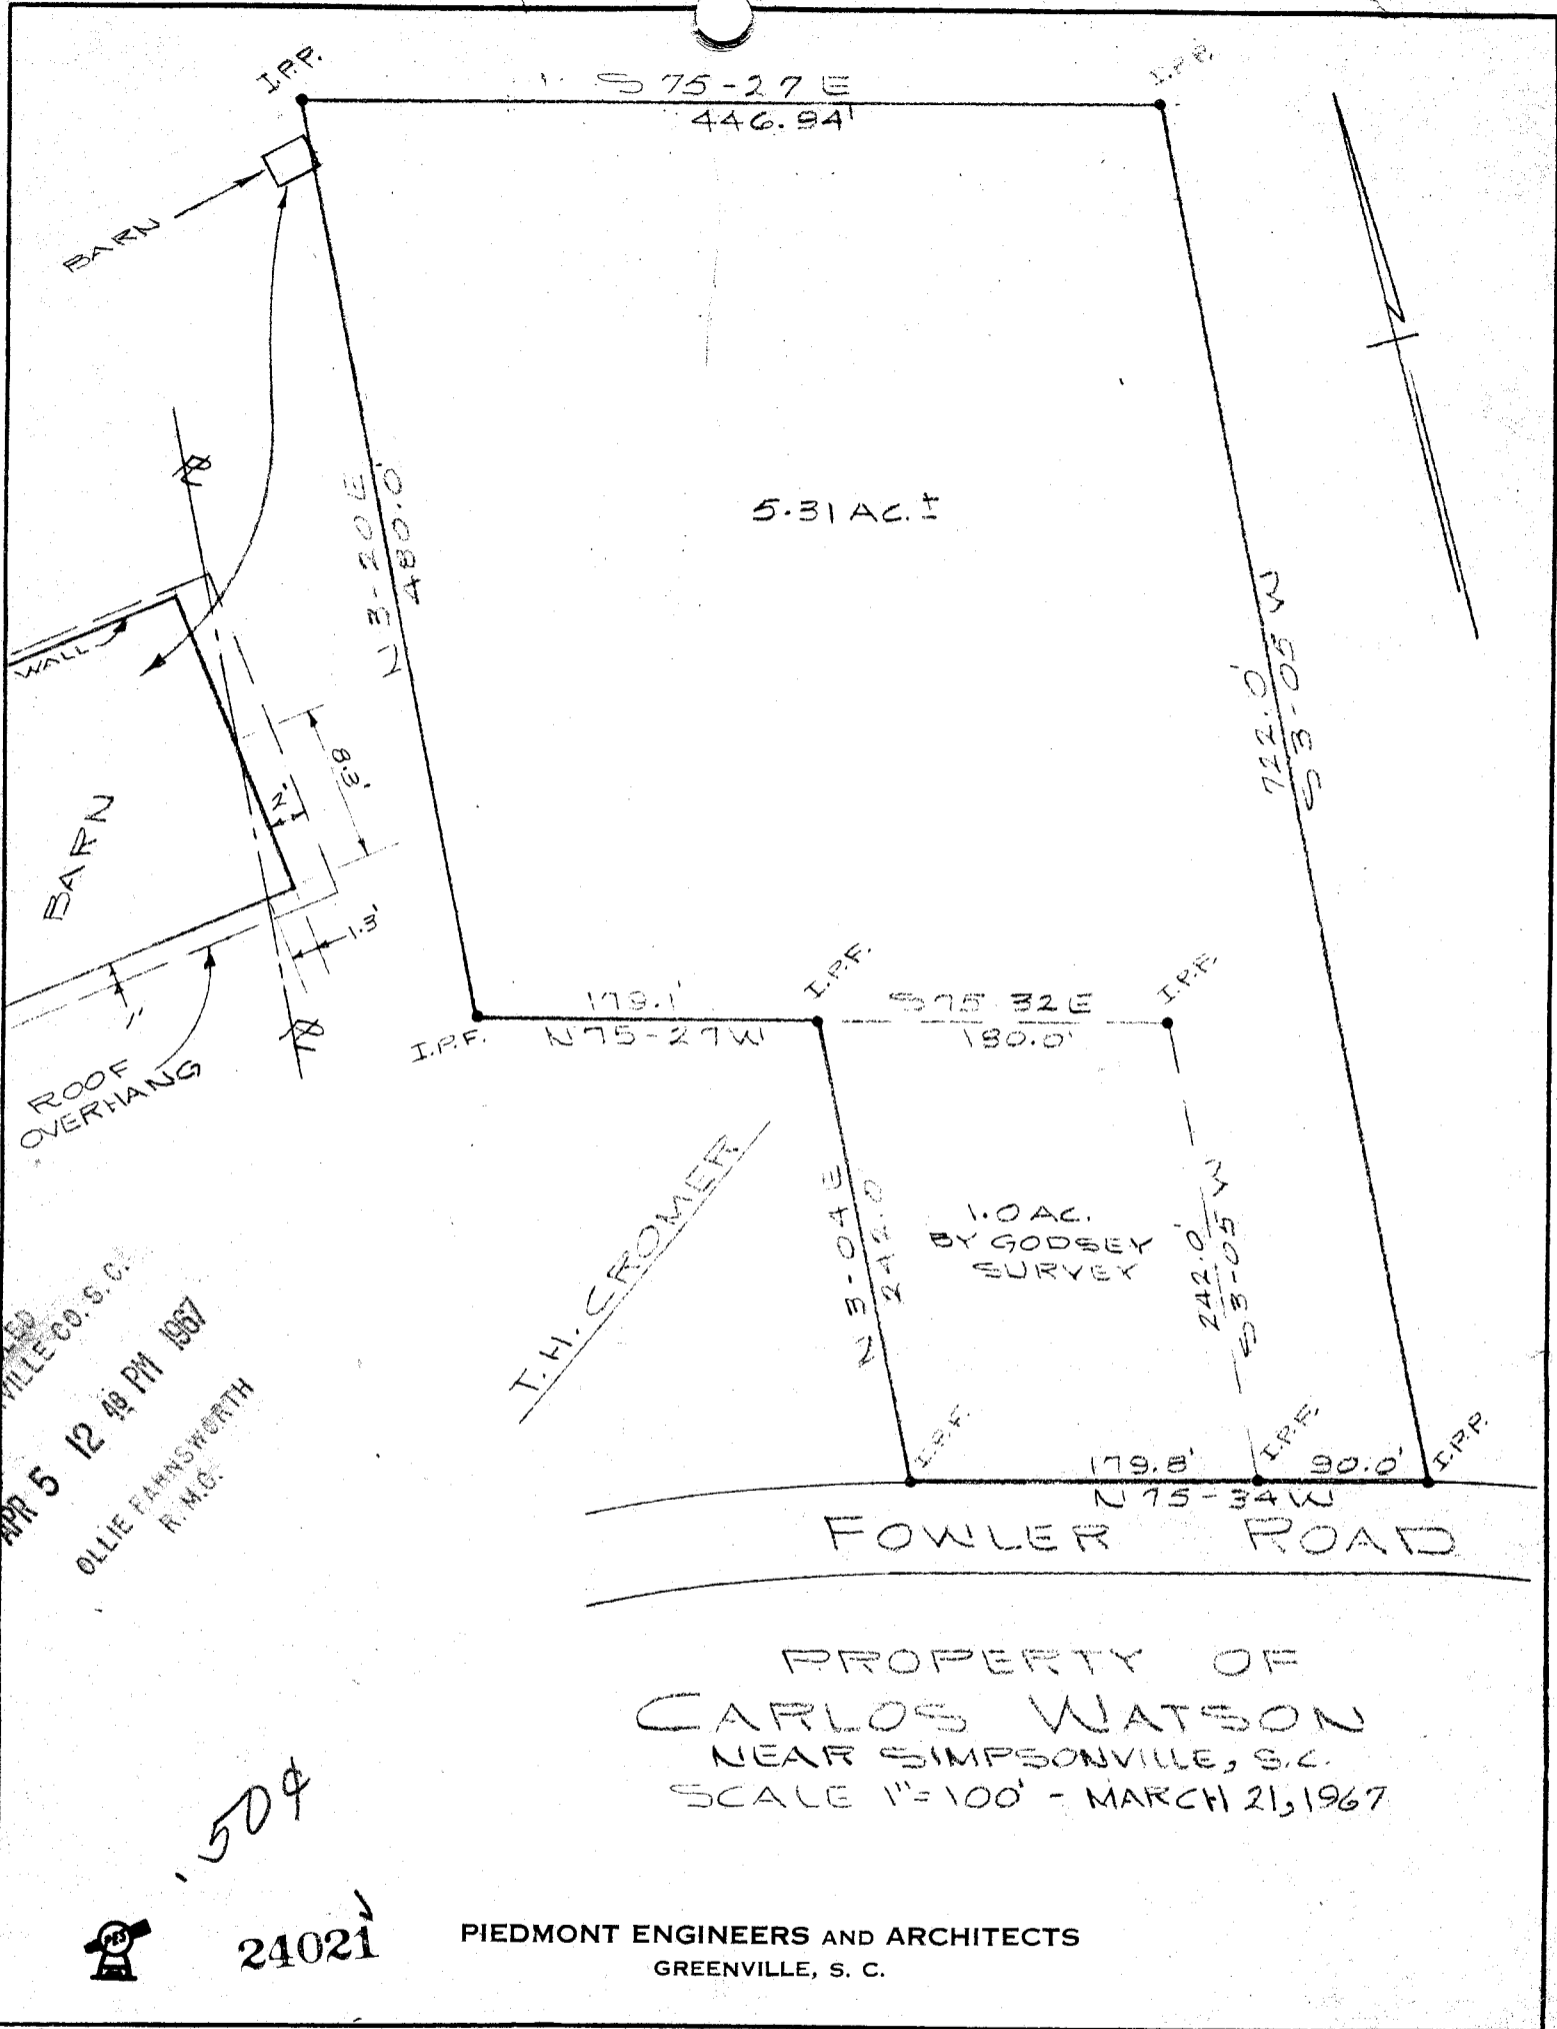 I.P.P.
S 75-27 E
446.94'
I.P.P.
BARN
N 3-20 E
480.0'
5.31 AC. ±
722.0'
S 3-05 W
WALL
8.3'
2'
BARN
1.3'
1'
ROOF
OVERHANG
I.P.F.
179.1'
N 75-27 W
I.P.F.
S 75 32 E
180.0'
I.P.F.
T.H. CROMER
N 3-04 E
242.0
1.0 AC.
BY GODSEY
SURVEY
242.0'
S 3-05 W
VILLE CO. S. C.
APR 5 12 48 PM 1967
OLLIE FARNSWORTH
R.M.C.
I.P.F.
179.8'
N 75-34 W
I.P.F.
90.0'
I.P.P.
FOWLER ROAD
PROPERTY OF
CARLOS WATSON
NEAR SIMPSONVILLE, S.C.
SCALE 1"=100' - MARCH 21, 1967
.50¢
PES
24021
PIEDMONT ENGINEERS AND ARCHITECTS
GREENVILLE, S. C.